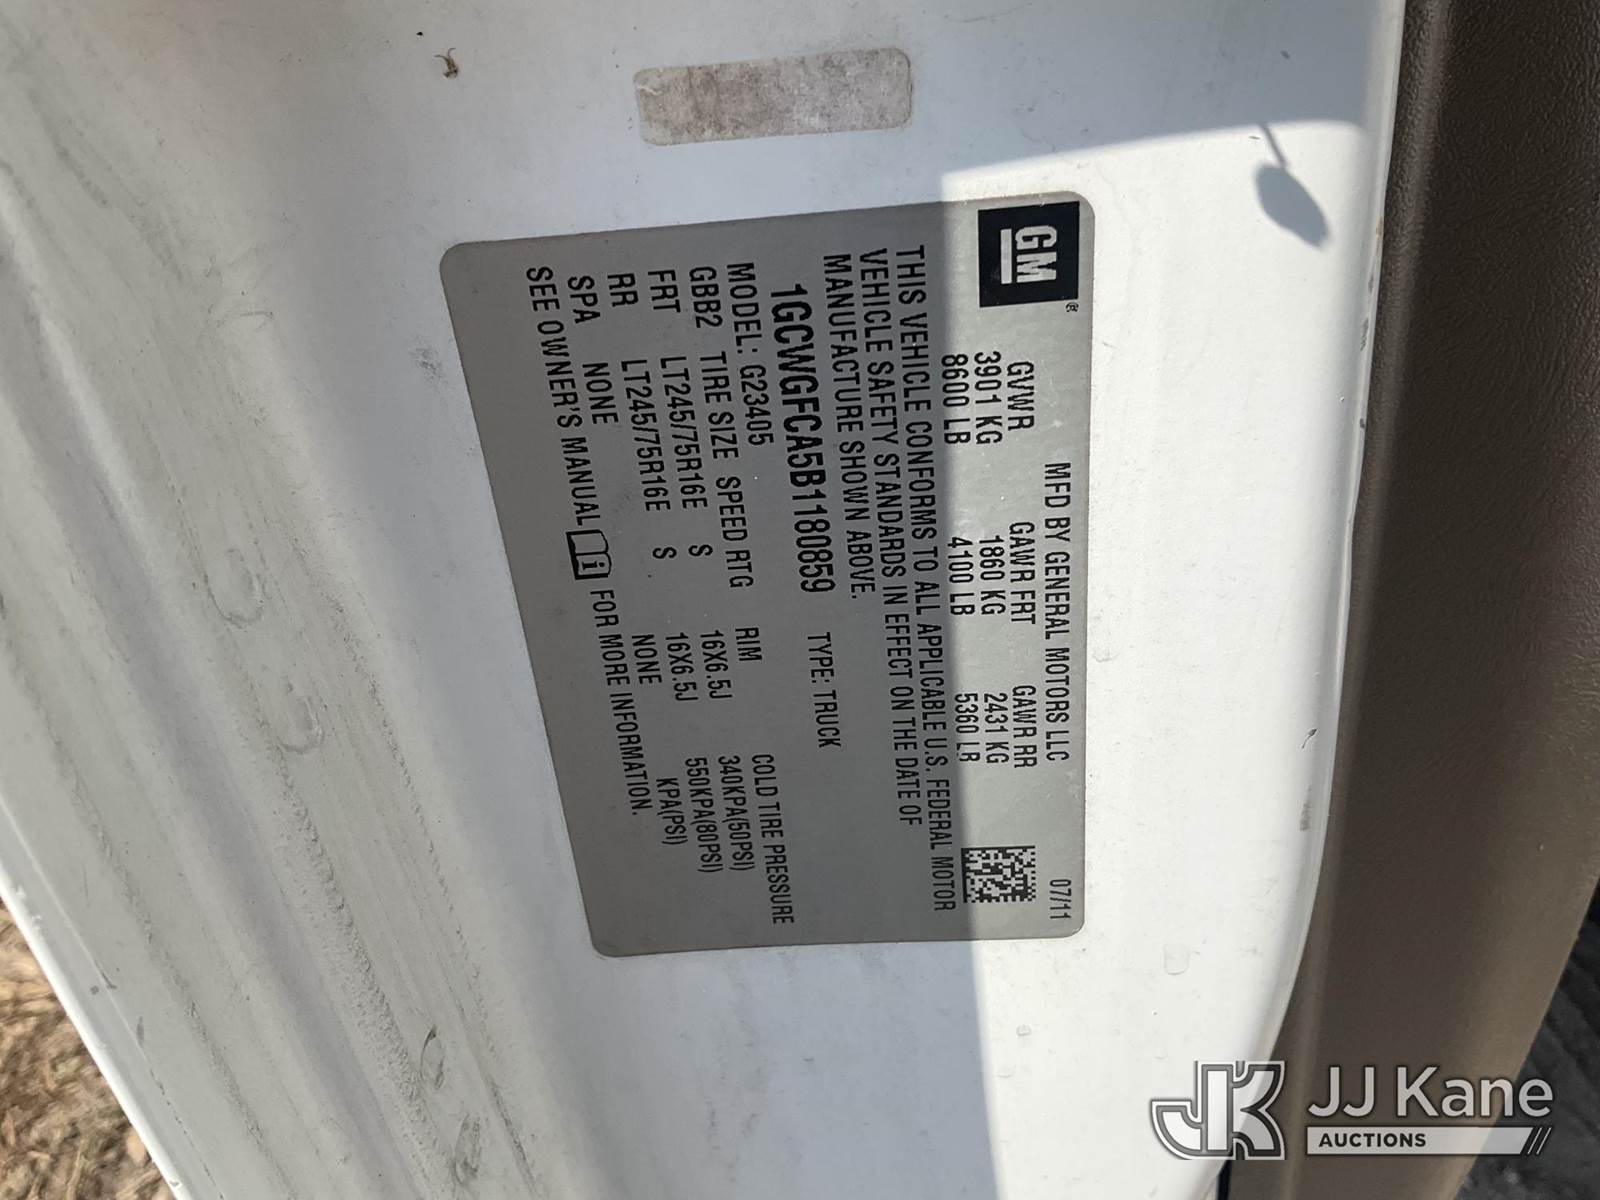 GM ®
MFD BY GENERAL MOTORS LLC 07/11
GVWR GAWR FRT GAWR RR
3901 KG 1860 KG 2431 KG
8600 LB 4100 LB 5360 LB
THIS VEHICLE CONFORMS TO ALL APPLICABLE U.S. FEDERAL MOTOR
VEHICLE SAFETY STANDARDS IN EFFECT ON THE DATE OF
MANUFACTURE SHOWN ABOVE.
1GCWGFCA5B1180859 TYPE: TRUCK
MODEL: G23405
GBB2 TIRE SIZE SPEED RTG RIM COLD TIRE PRESSURE
FRT LT245/75R16E S 16X6.5J 340KPA(50PSI)
RR LT245/75R16E S 16X6.5J 550KPA(80PSI)
SPA NONE NONE KPA(PSI)
SEE OWNER'S MANUAL FOR MORE INFORMATION.
JK JJ Kane
AUCTIONS